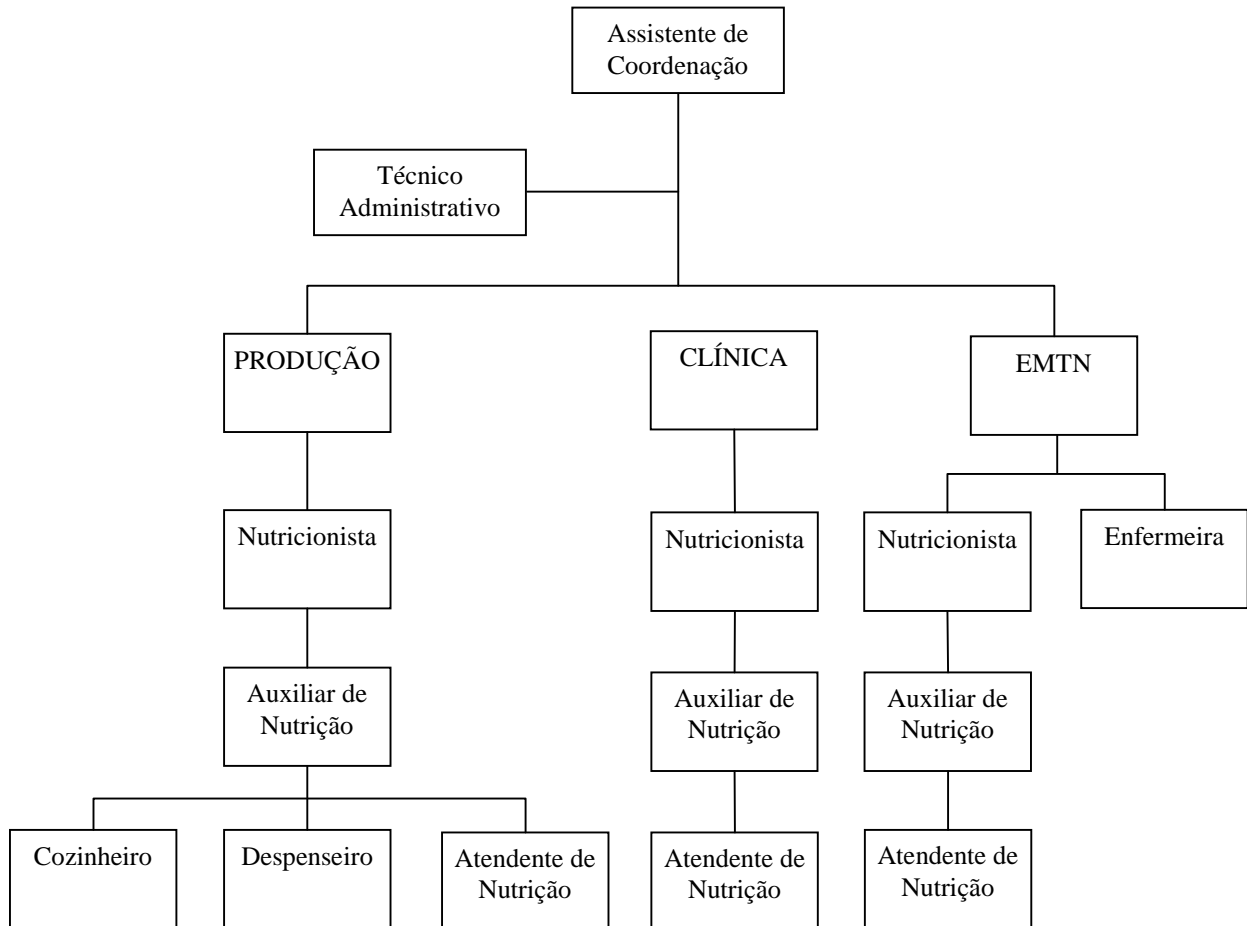 Assistente de
Coordenação
Técnico
Administrativo
PRODUÇÃO
CLÍNICA
EMTN
Nutricionista
Nutricionista
Nutricionista
Enfermeira
Auxiliar de
Nutrição
Auxiliar de
Nutrição
Auxiliar de
Nutrição
Cozinheiro
Despenseiro
Atendente de
Nutrição
Atendente de
Nutrição
Atendente de
Nutrição